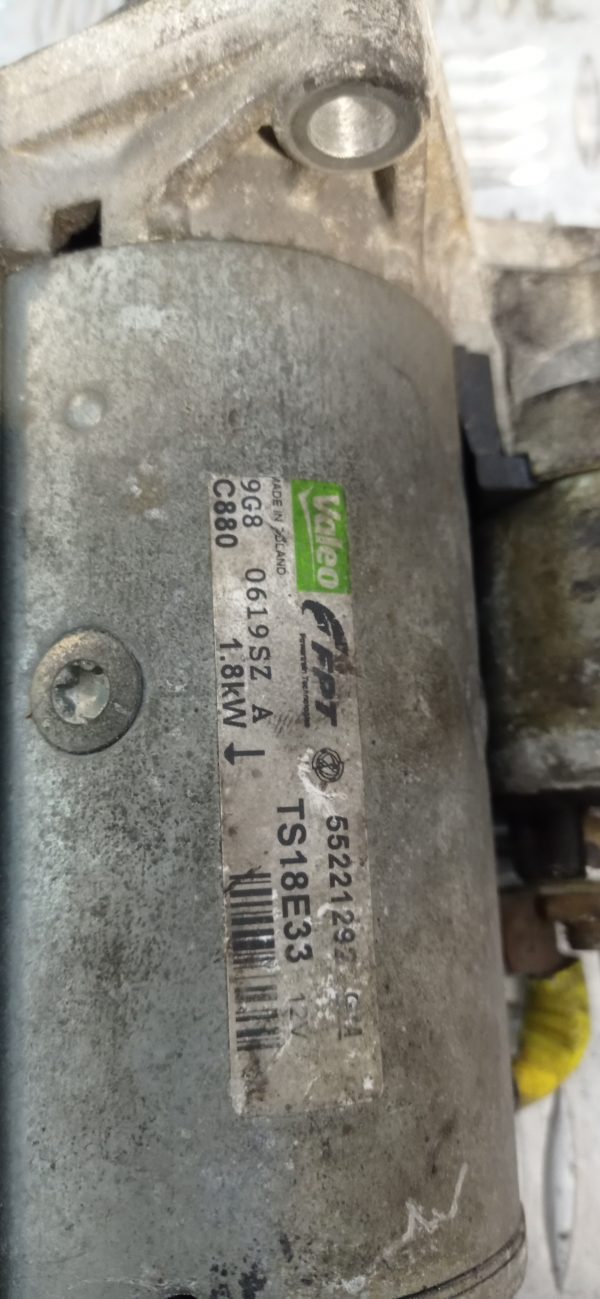 Valeo FPT 55221292
Powertrain Technologies
TS18E33 12V
MADE IN POLAND
9G8 0619SZ A
C880 1.8kW